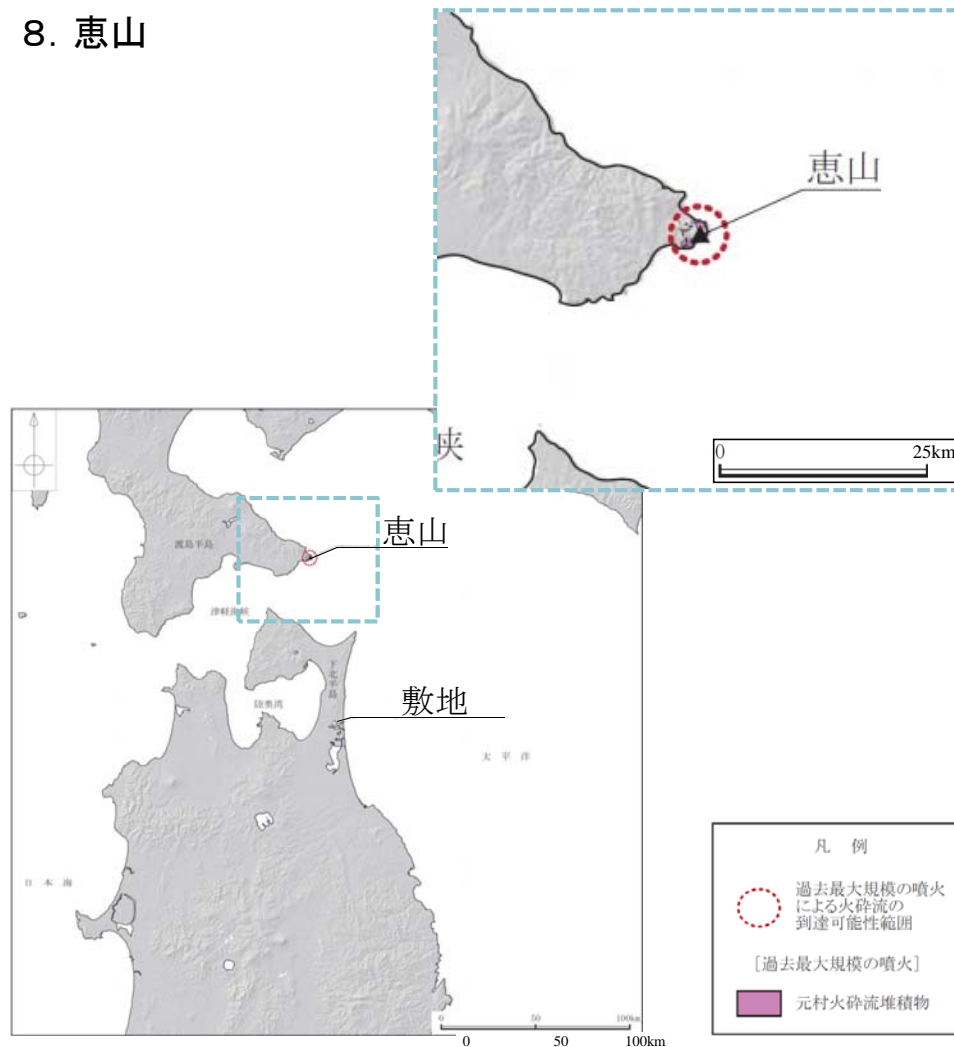 8. 恵山
恵山
夾
0 25km
恵山
渡島半島
津軽海峡
下北半島
陸奥湾
敷地
太平洋
日本海
0 50 100km
0 50 100km
凡 例
過去最大規模の噴火
による火砕流の
到達可能性範囲
[過去最大規模の噴火]
元村火砕流堆積物